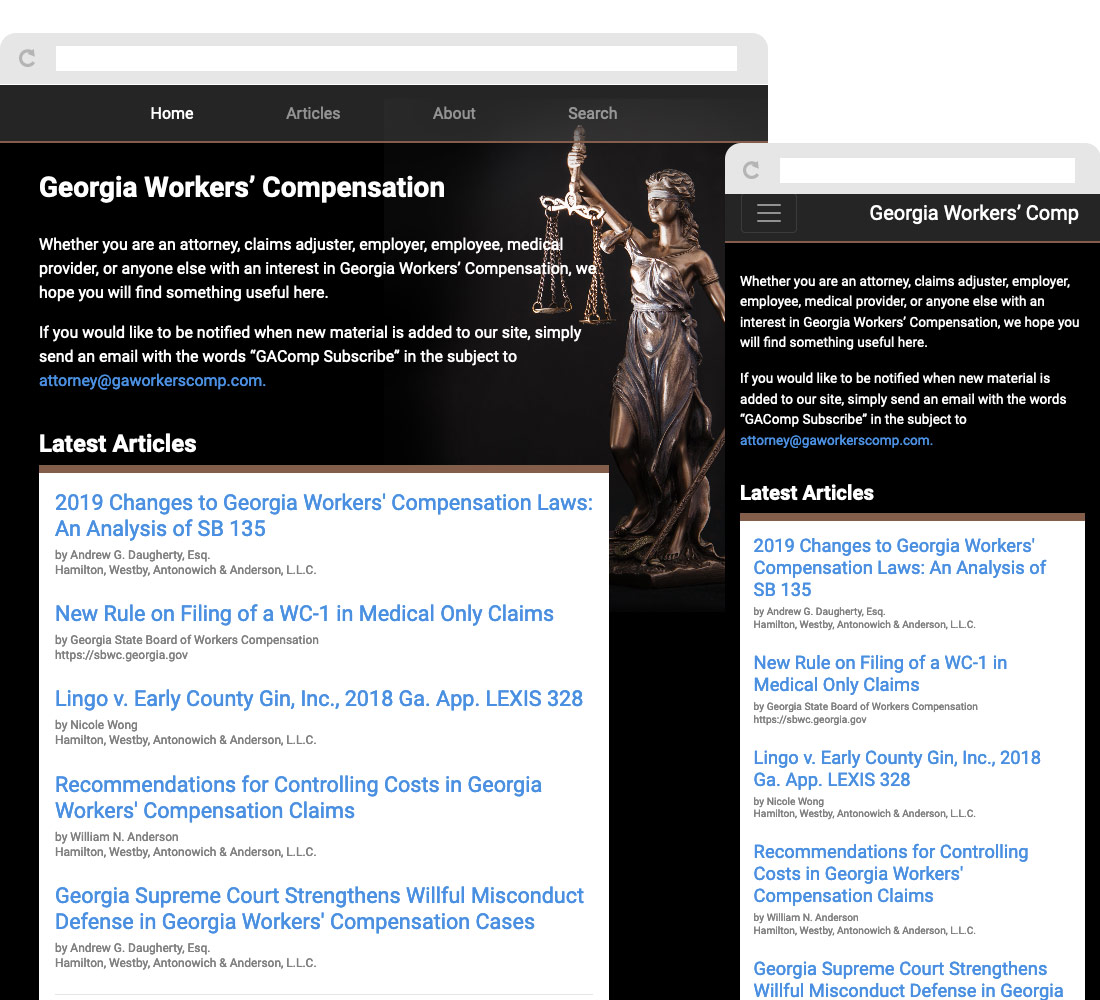 Home
Articles
About
Search
Georgia Workers’ Compensation
Whether you are an attorney, claims adjuster, employer, employee, medical
provider, or anyone else with an interest in Georgia Workers’ Compensation, we
hope you will find something useful here.
If you would like to be notified when new material is added to our site, simply
send an email with the words “GAComp Subscribe” in the subject to
attorney@gaworkerscomp.com.
Latest Articles
2019 Changes to Georgia Workers' Compensation Laws:
An Analysis of SB 135
by Andrew G. Daugherty, Esq.
Hamilton, Westby, Antonowich & Anderson, L.L.C.
New Rule on Filing of a WC-1 in Medical Only Claims
by Georgia State Board of Workers Compensation
https://sbwc.georgia.gov
Lingo v. Early County Gin, Inc., 2018 Ga. App. LEXIS 328
by Nicole Wong
Hamilton, Westby, Antonowich & Anderson, L.L.C.
Recommendations for Controlling Costs in Georgia
Workers' Compensation Claims
by William N. Anderson
Hamilton, Westby, Antonowich & Anderson, L.L.C.
Georgia Supreme Court Strengthens Willful Misconduct
Defense in Georgia Workers' Compensation Cases
by Andrew G. Daugherty, Esq.
Hamilton, Westby, Antonowich & Anderson, L.L.C.
Georgia Workers’ Comp
Whether you are an attorney, claims adjuster, employer,
employee, medical provider, or anyone else with an
interest in Georgia Workers’ Compensation, we hope you
will find something useful here.
If you would like to be notified when new material is
added to our site, simply send an email with the words
“GAComp Subscribe” in the subject to
attorney@gaworkerscomp.com.
Latest Articles
2019 Changes to Georgia Workers'
Compensation Laws: An Analysis of
SB 135
by Andrew G. Daugherty, Esq.
Hamilton, Westby, Antonowich & Anderson, L.L.C.
New Rule on Filing of a WC-1 in
Medical Only Claims
by Georgia State Board of Workers Compensation
https://sbwc.georgia.gov
Lingo v. Early County Gin, Inc., 2018
Ga. App. LEXIS 328
by Nicole Wong
Hamilton, Westby, Antonowich & Anderson, L.L.C.
Recommendations for Controlling
Costs in Georgia Workers'
Compensation Claims
by William N. Anderson
Hamilton, Westby, Antonowich & Anderson, L.L.C.
Georgia Supreme Court Strengthens
Willful Misconduct Defense in Georgia